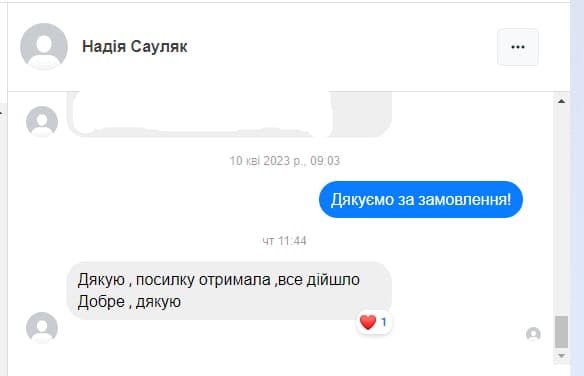 Надія Сауляк
10 кві 2023 р., 09:03
Дякуємо за замовлення!
чт 11:44
Дякую , посилку отримала ,все дійшло
Добре , дякую
1